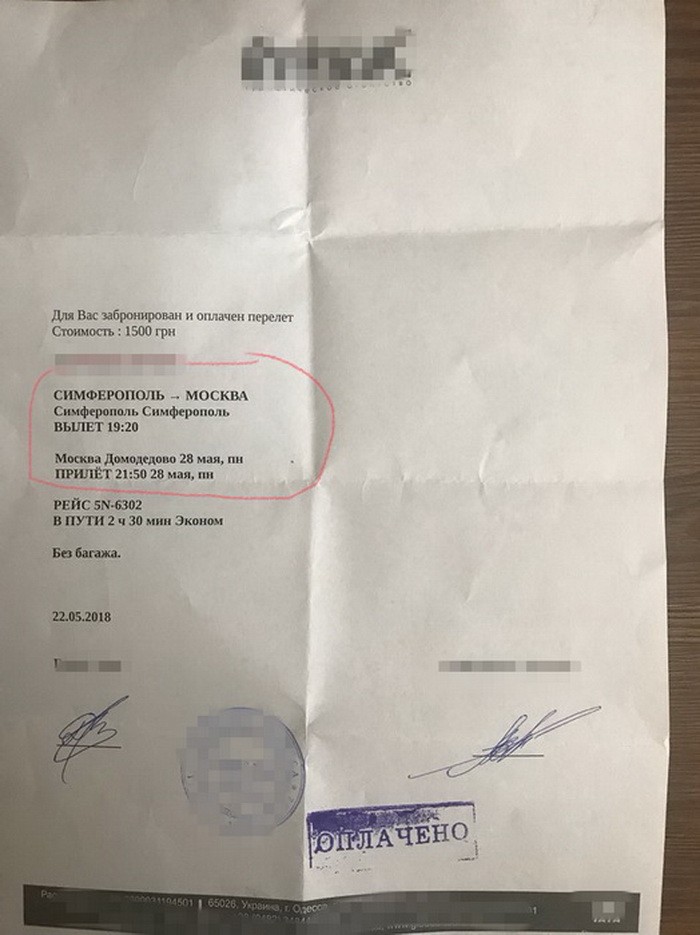 Для Вас забронирован и оплачен перелет
Стоимость : 1500 грн
СИМФЕРОПОЛЬ → МОСКВА
Симферополь Симферополь
ВЫЛЕТ 19:20
Москва Домодедово 28 мая, пн
ПРИЛЁТ 21:50 28 мая, пн
РЕЙС 5N-6302
В ПУТИ 2 ч 30 мин Эконом
Без багажа.
22.05.2018
ОПЛАЧЕНО
65026, Украина, г. Одесса